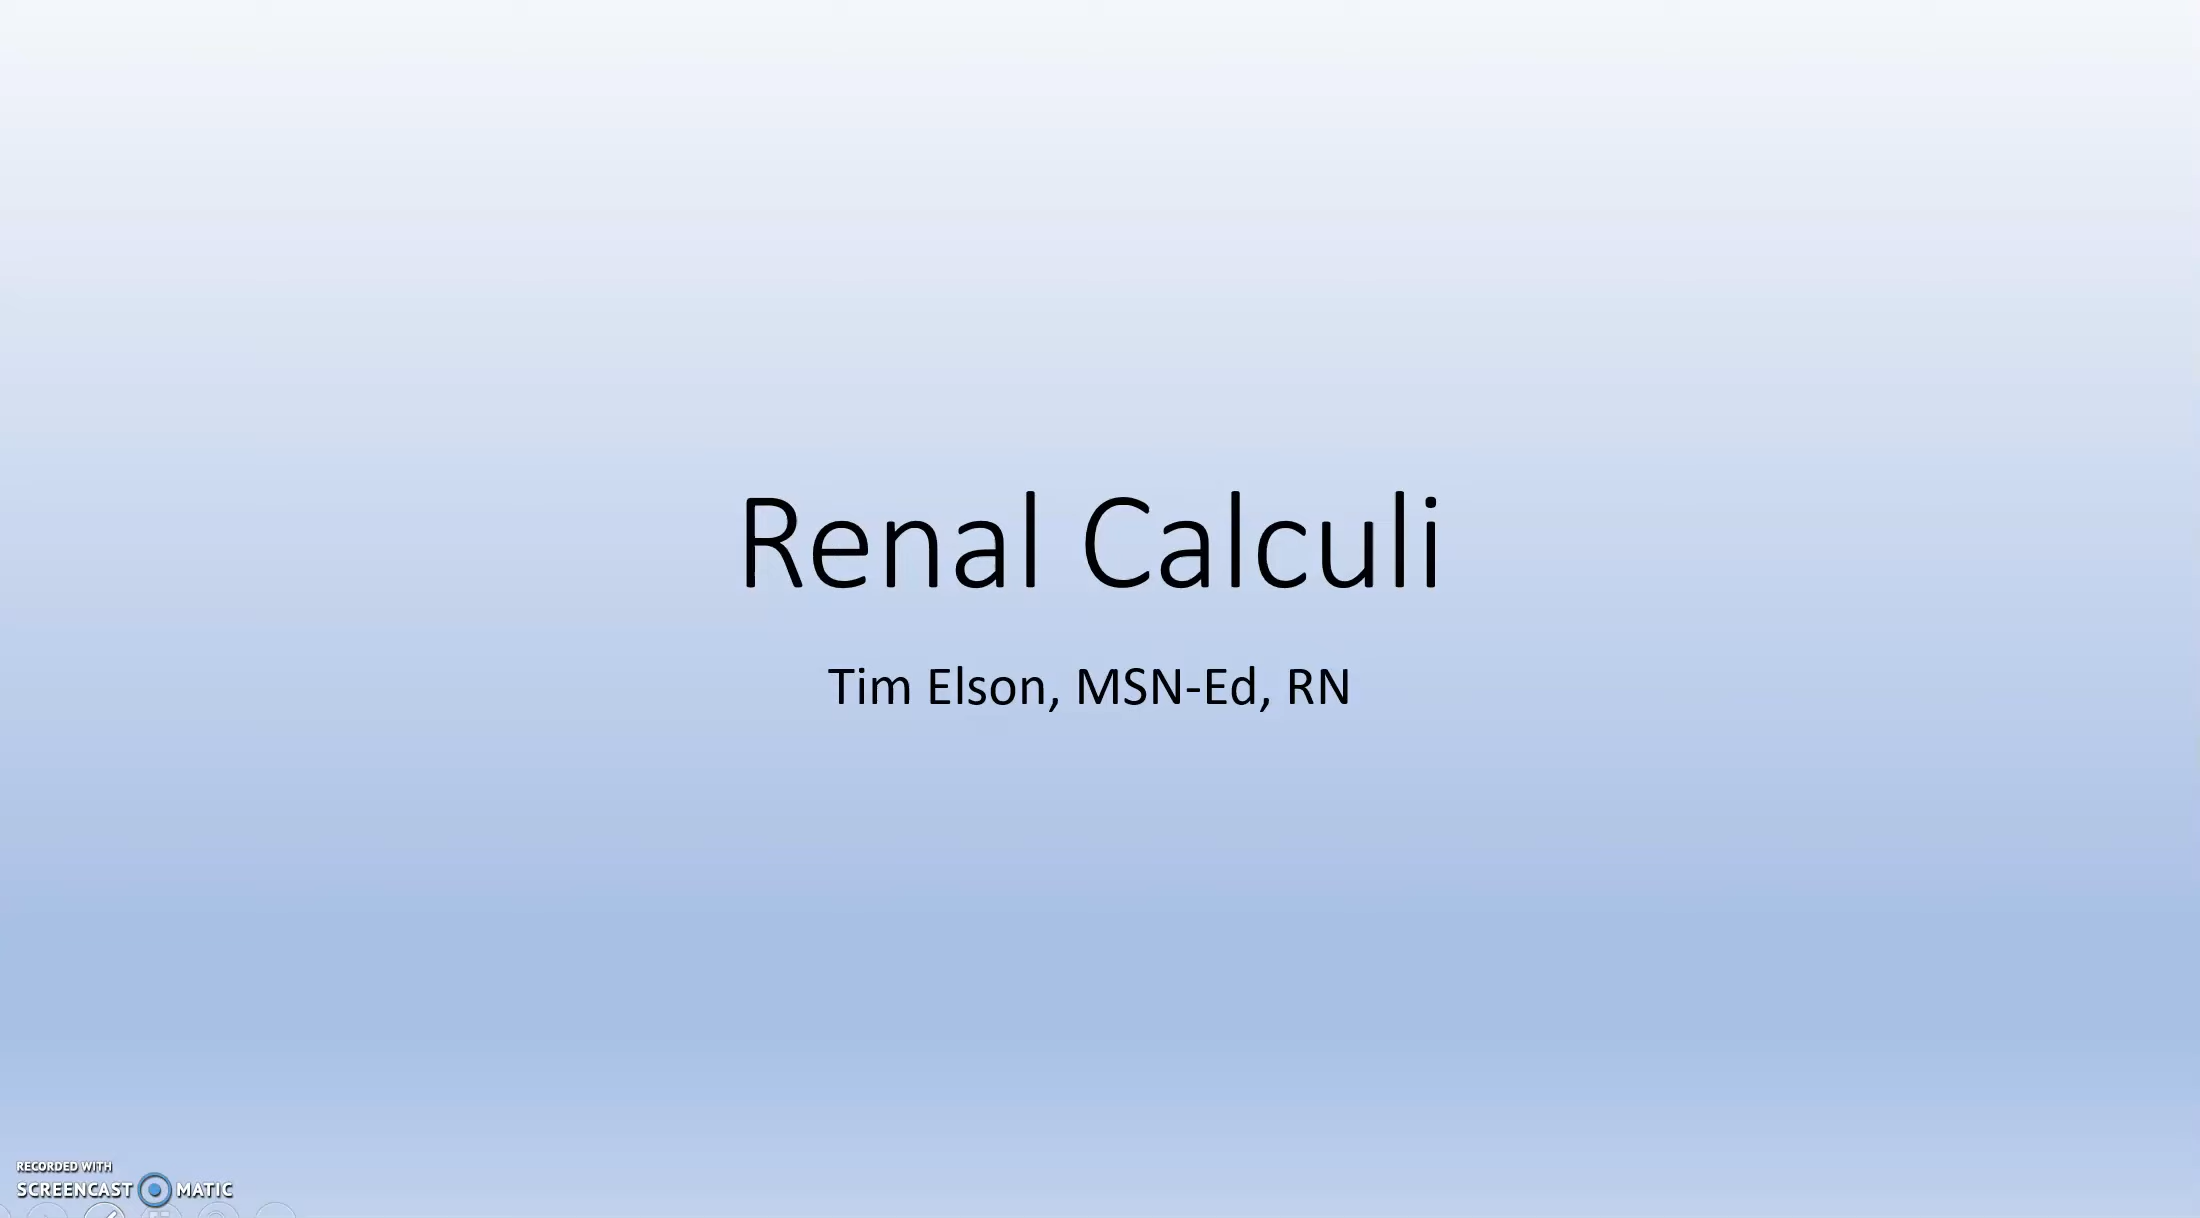 Renal Calculi
Tim Elson, MSN-Ed, RN
RECORDED WITH
SCREENCAST MATIC